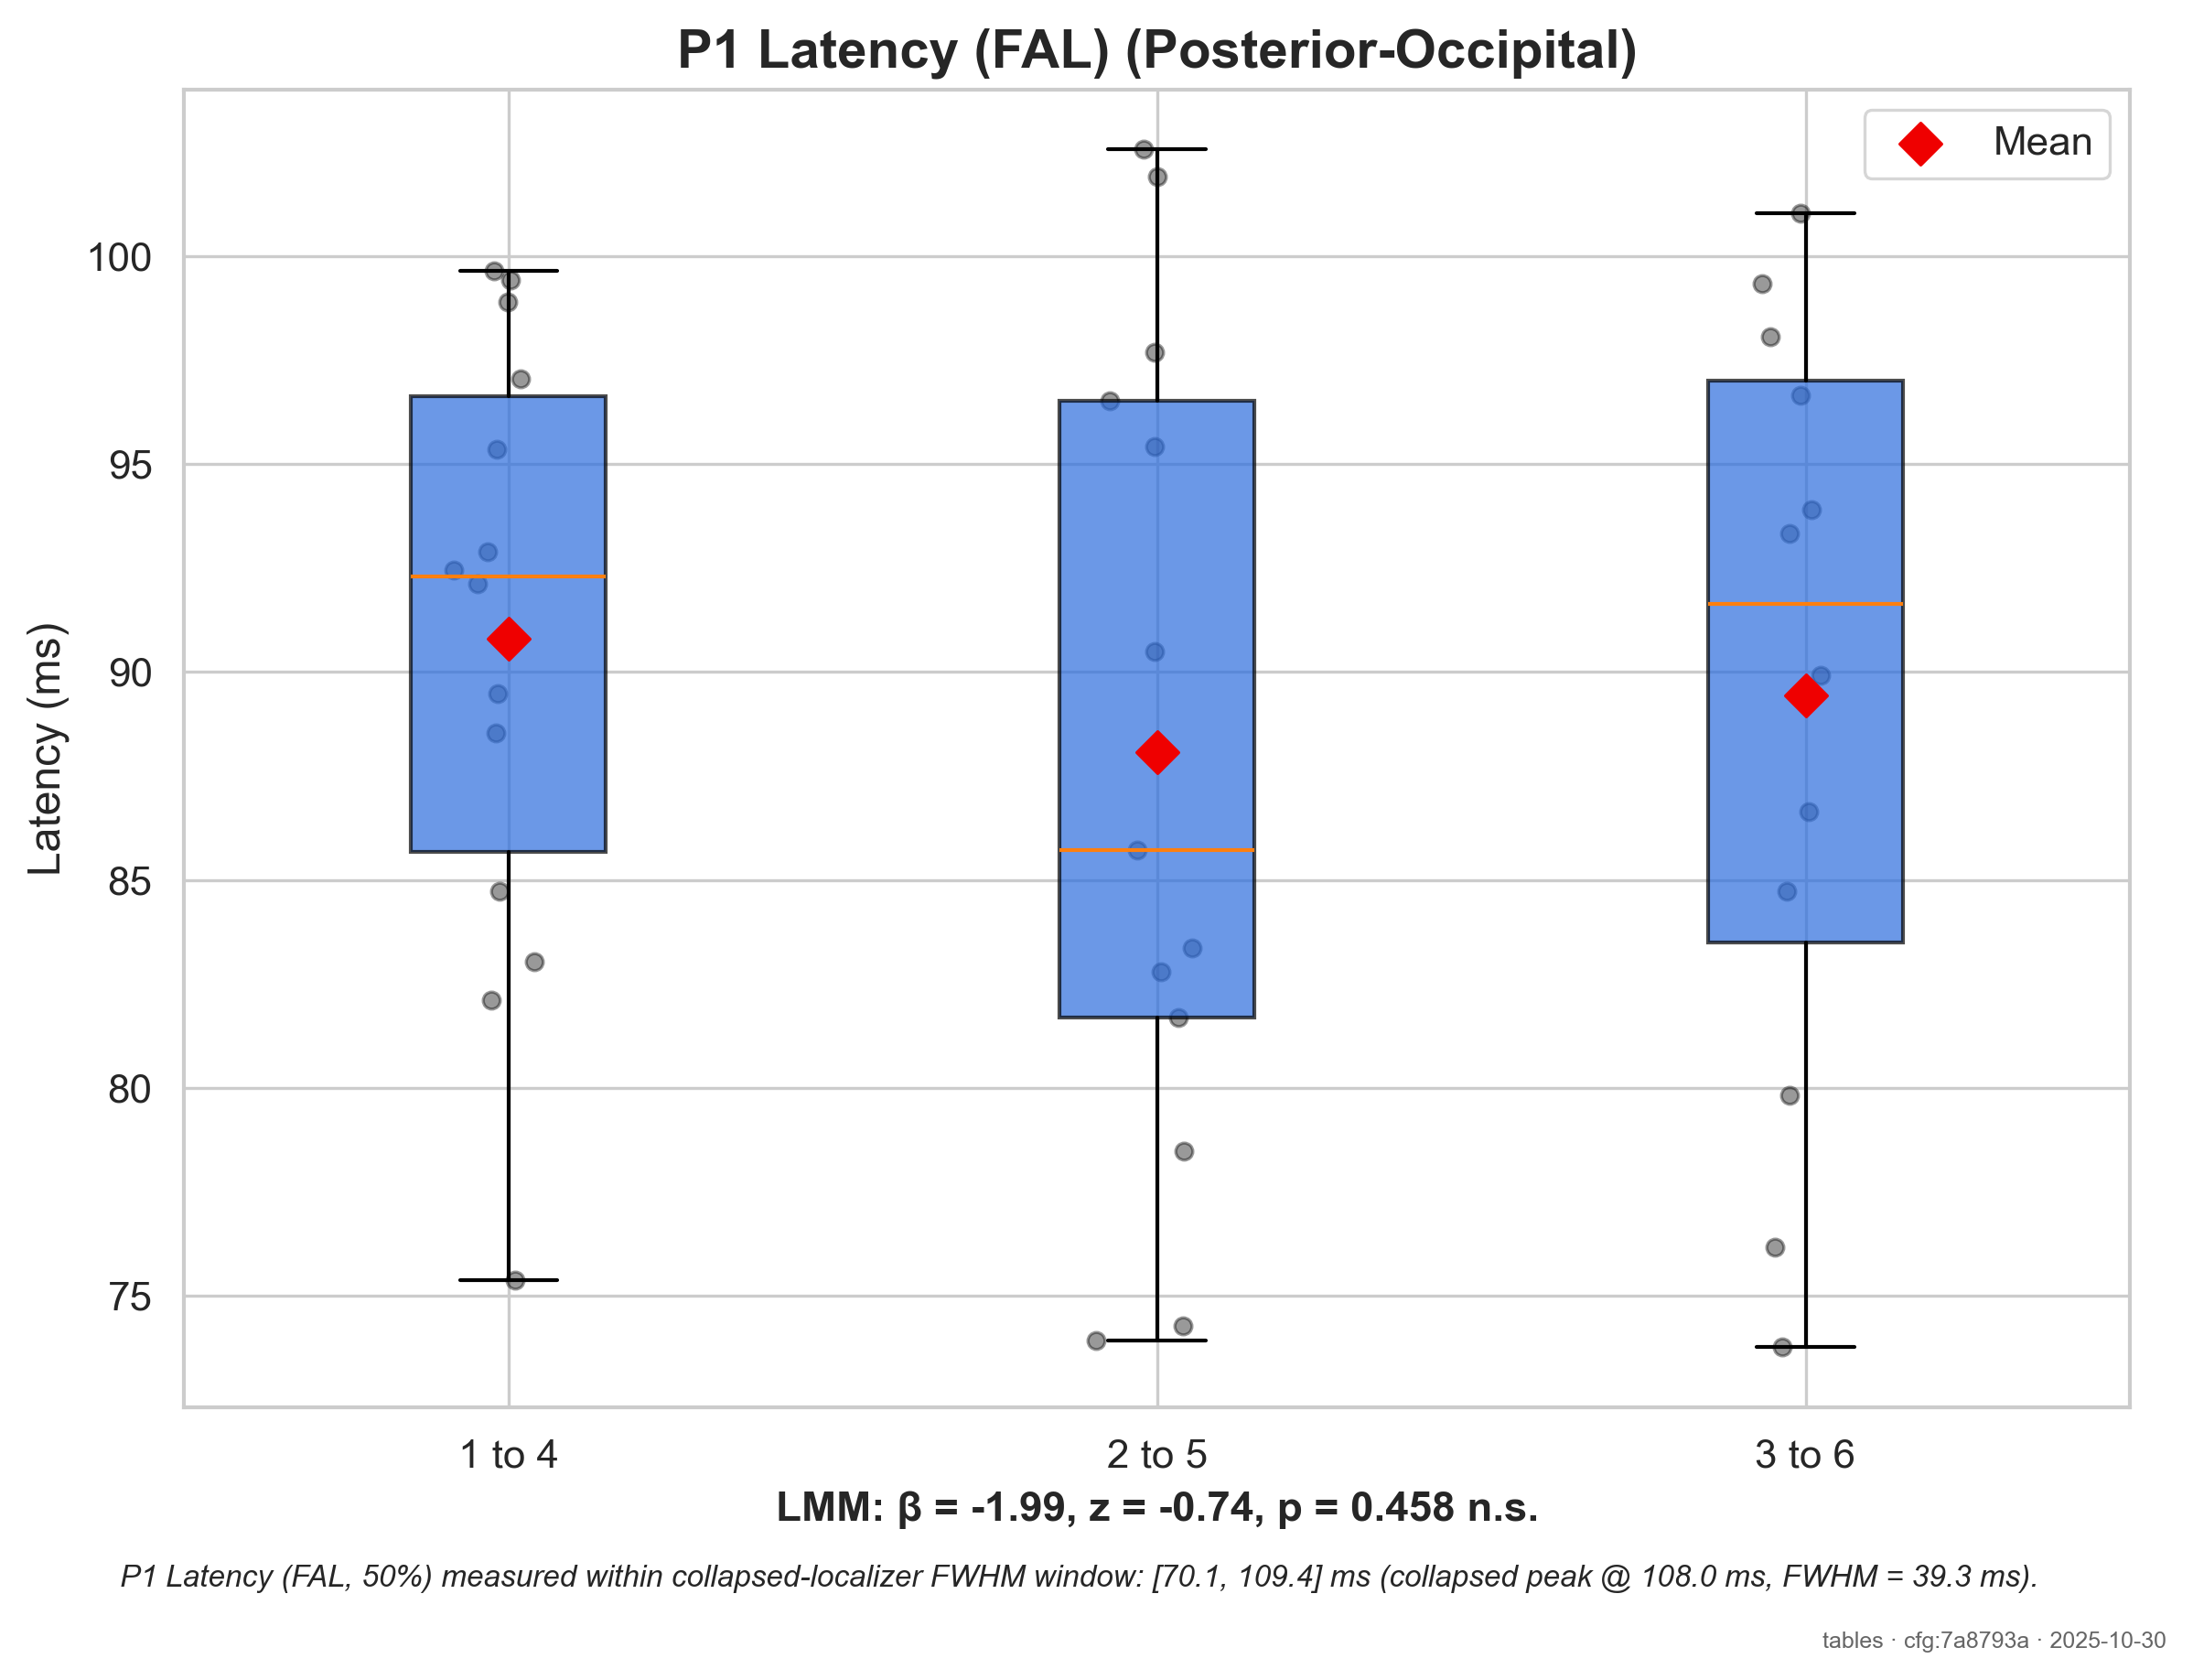 P1 Latency (FAL) (Posterior-Occipital)
Mean
Latency (ms)
100
95
90
85
80
75
1 to 4
2 to 5
3 to 6
LMM: β = -1.99, z = -0.74, p = 0.458 n.s.
P1 Latency (FAL, 50%) measured within collapsed-localizer FWHM window: [70.1, 109.4] ms (collapsed peak @ 108.0 ms, FWHM = 39.3 ms).
tables · cfg:7a8793a · 2025-10-30